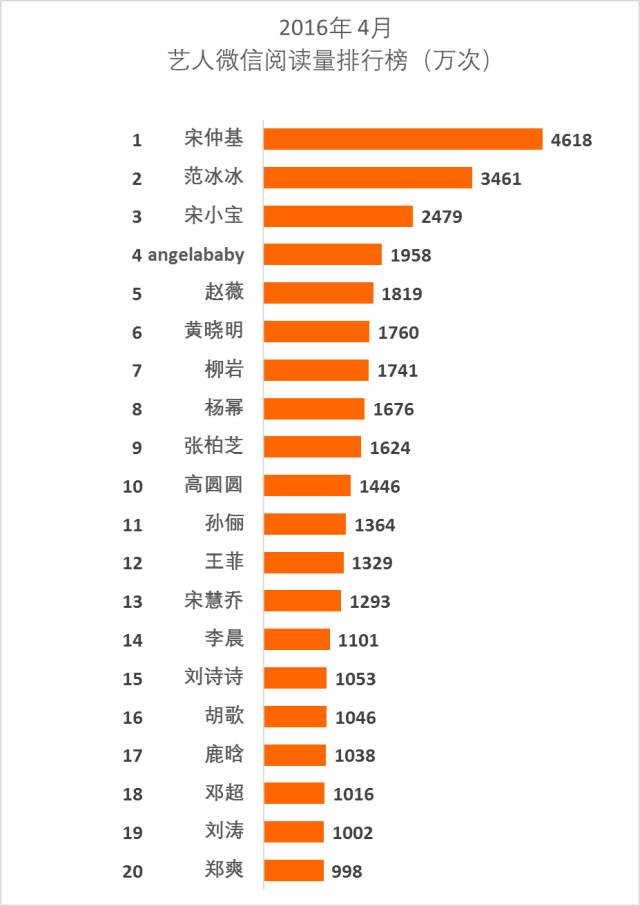 2016年 4月
艺人微信阅读量排行榜（万次）
1 宋仲基 4618
2 范冰冰 3461
3 宋小宝 2479
4 angelababy 1958
5 赵薇 1819
6 黄晓明 1760
7 柳岩 1741
8 杨幂 1676
9 张柏芝 1624
10 高圆圆 1446
11 孙俪 1364
12 王菲 1329
13 宋慧乔 1293
14 李晨 1101
15 刘诗诗 1053
16 胡歌 1046
17 鹿晗 1038
18 邓超 1016
19 刘涛 1002
20 郑爽 998